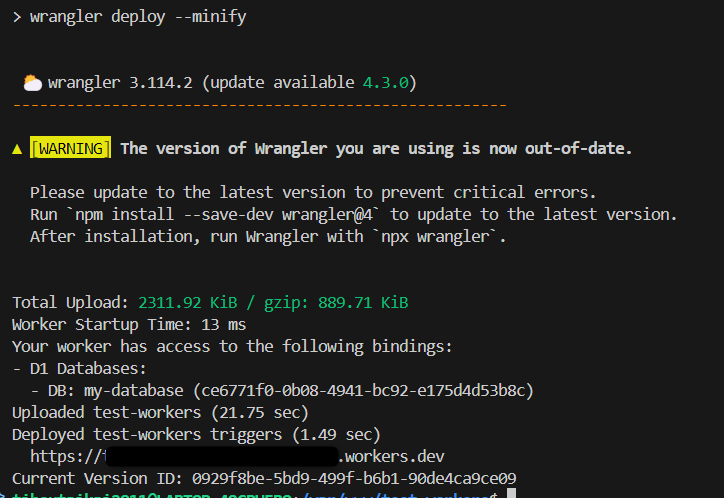 > wrangler deploy --minify
wrangler 3.114.2 (update available 4.3.0)
-------------------------------------------------------
▲ [WARNING] The version of Wrangler you are using is now out-of-date.
Please update to the latest version to prevent critical errors.
Run `npm install --save-dev wrangler@4` to update to the latest version.
After installation, run Wrangler with `npx wrangler`.
Total Upload: 2311.92 KiB / gzip: 889.71 KiB
Worker Startup Time: 13 ms
Your worker has access to the following bindings:
- D1 Databases:
- DB: my-database (ce6771f0-0b08-4941-bc92-e175d4d53b8c)
Uploaded test-workers (21.75 sec)
Deployed test-workers triggers (1.49 sec)
https://
.workers.dev
Current Version ID: 0929f8be-5bd9-499f-b6b1-90de4ca9ce09